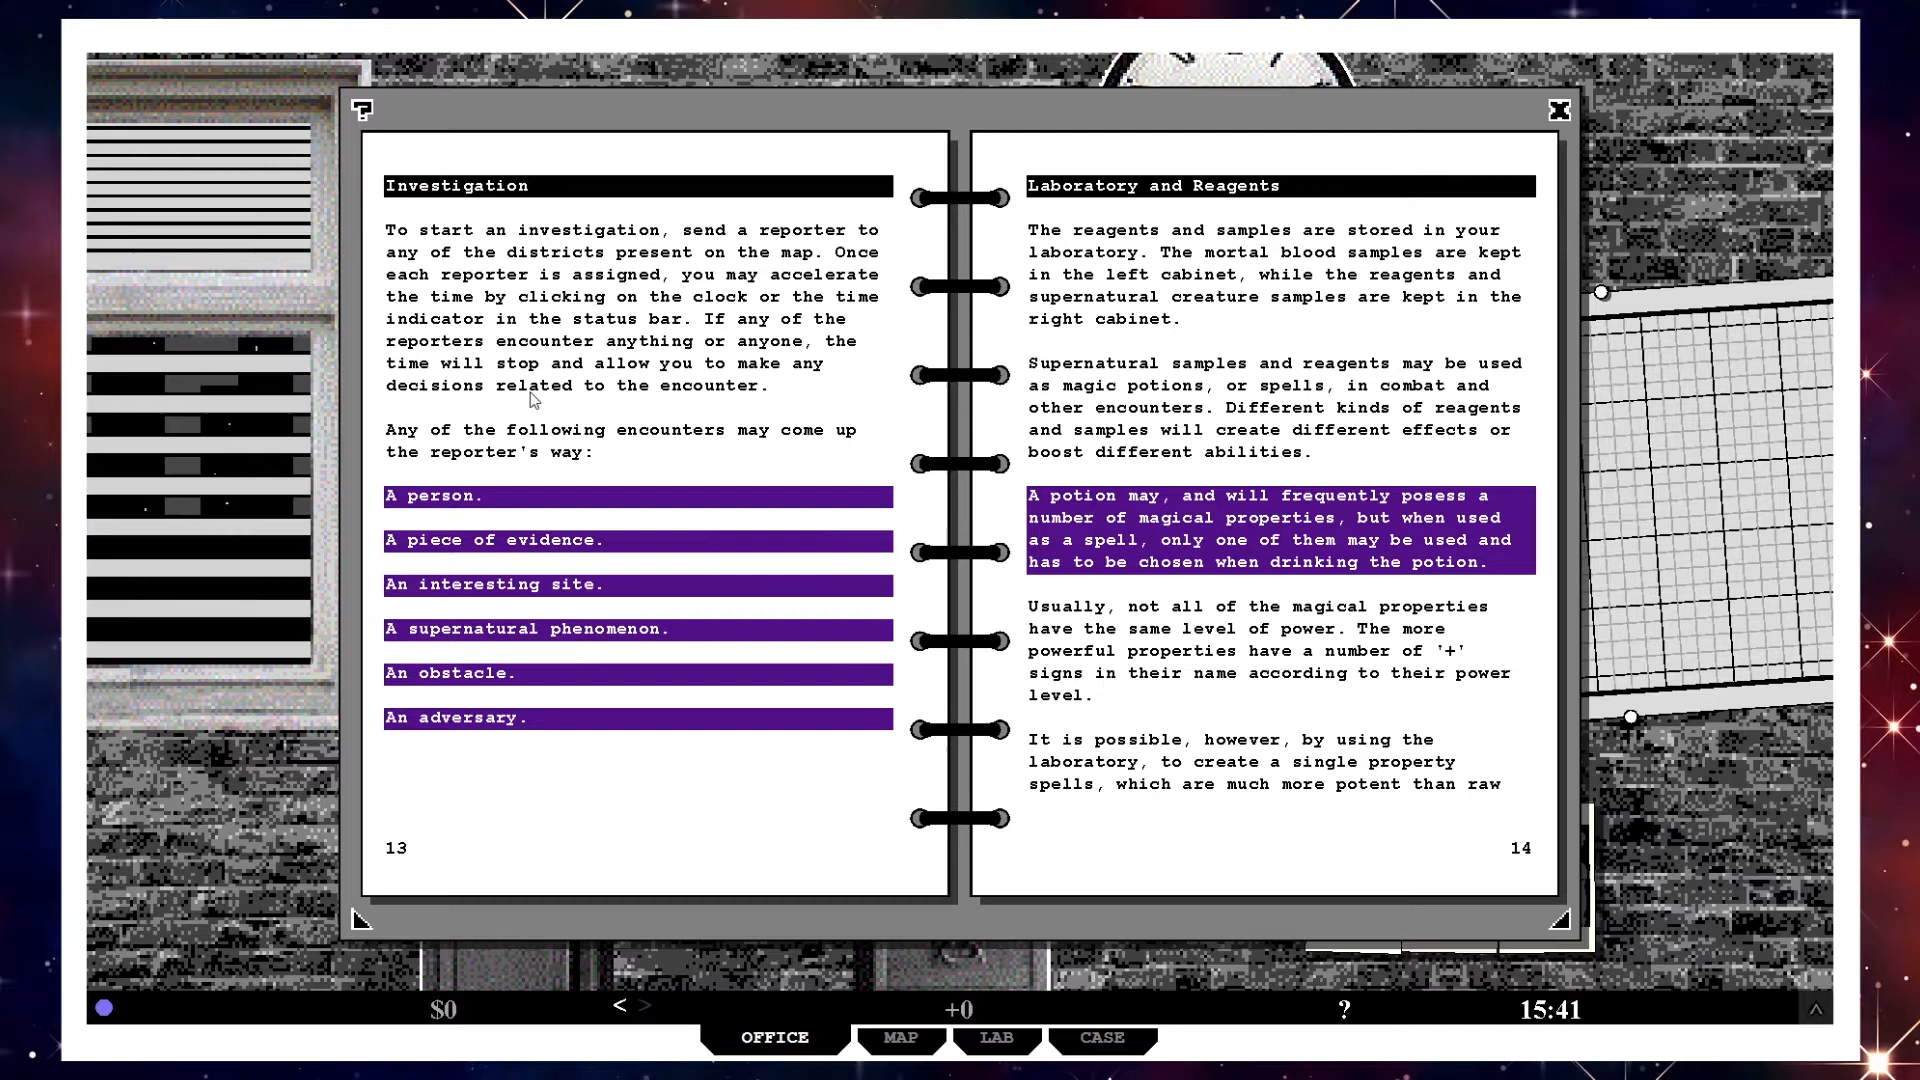 Investigation
To start an investigation, send a reporter to
any of the districts present on the map. Once
each reporter is assigned, you may accelerate
the time by clicking on the clock or the time
indicator in the status bar. If any of the
reporters encounter anything or anyone, the
time will stop and allow you to make any
decisions related to the encounter.
Any of the following encounters may come up
the reporter's way:
A person.
A piece of evidence.
An interesting site.
A supernatural phenomenon.
An obstacle.
An adversary.
13
Laboratory and Reagents
The reagents and samples are stored in your
laboratory. The mortal blood samples are kept
in the left cabinet, while the reagents and
supernatural creature samples are kept in the
right cabinet.
Supernatural samples and reagents may be used
as magic potions, or spells, in combat and
other encounters. Different kinds of reagents
and samples will create different effects or
boost different abilities.
A potion may, and will frequently posess a
number of magical properties, but when used
as a spell, only one of them may be used and
has to be chosen when drinking the potion.
Usually, not all of the magical properties
have the same level of power. The more
powerful properties have a number of '+'
signs in their name according to their power
level.
It is possible, however, by using the
laboratory, to create a single property
spells, which are much more potent than raw
14
$0 < > +0 ? 15:41
OFFICE MAP LAB CASE